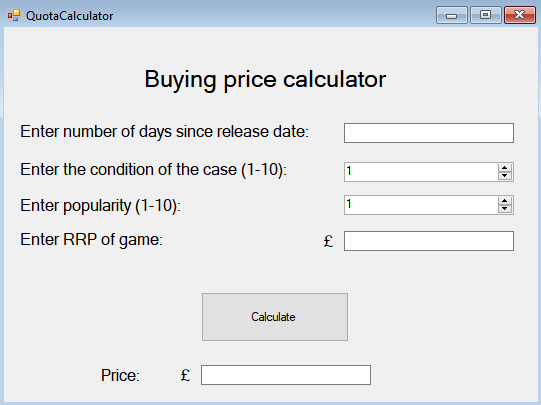 QuotaCalculator
Buying price calculator
Enter number of days since release date:
Enter the condition of the case (1-10): 1
Enter popularity (1-10): 1
Enter RRP of game: £
Calculate
Price: £